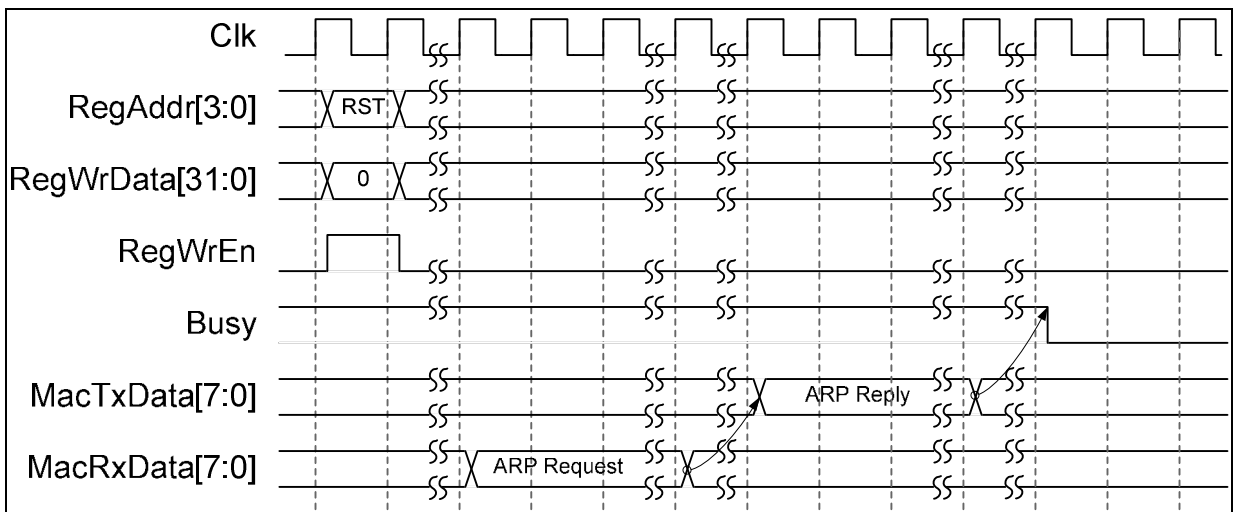 Clk
RegAddr[3:0] RST
RegWrData[31:0] 0
RegWrEn
Busy
MacTxData[7:0] ARP Reply
MacRxData[7:0] ARP Request